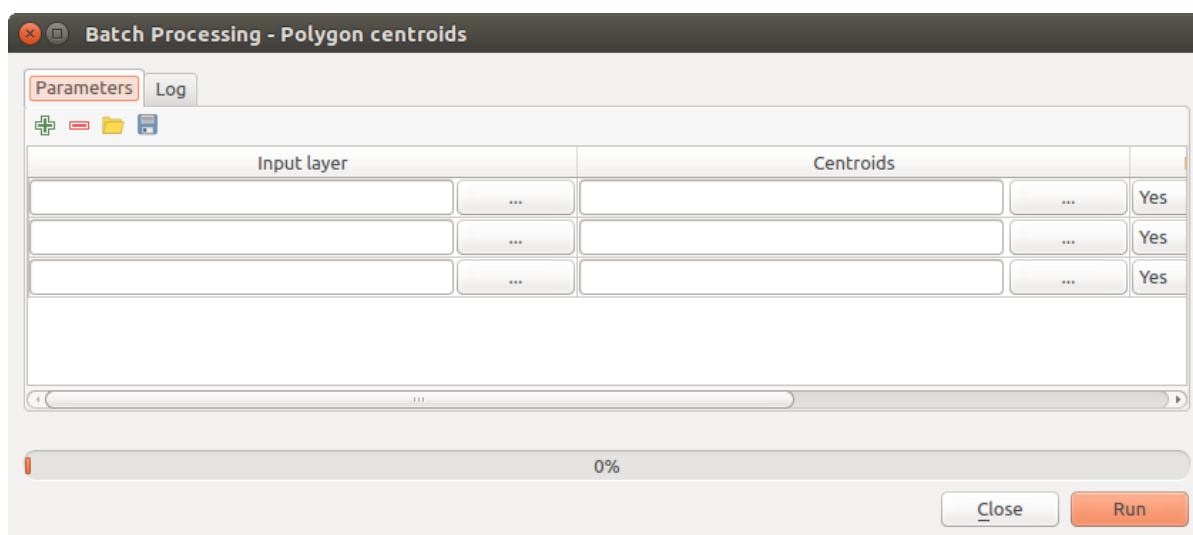 Batch Processing - Polygon centroids
Parameters Log
Input layer Centroids
... ... Yes
... ... Yes
... ... Yes
0%
Close Run